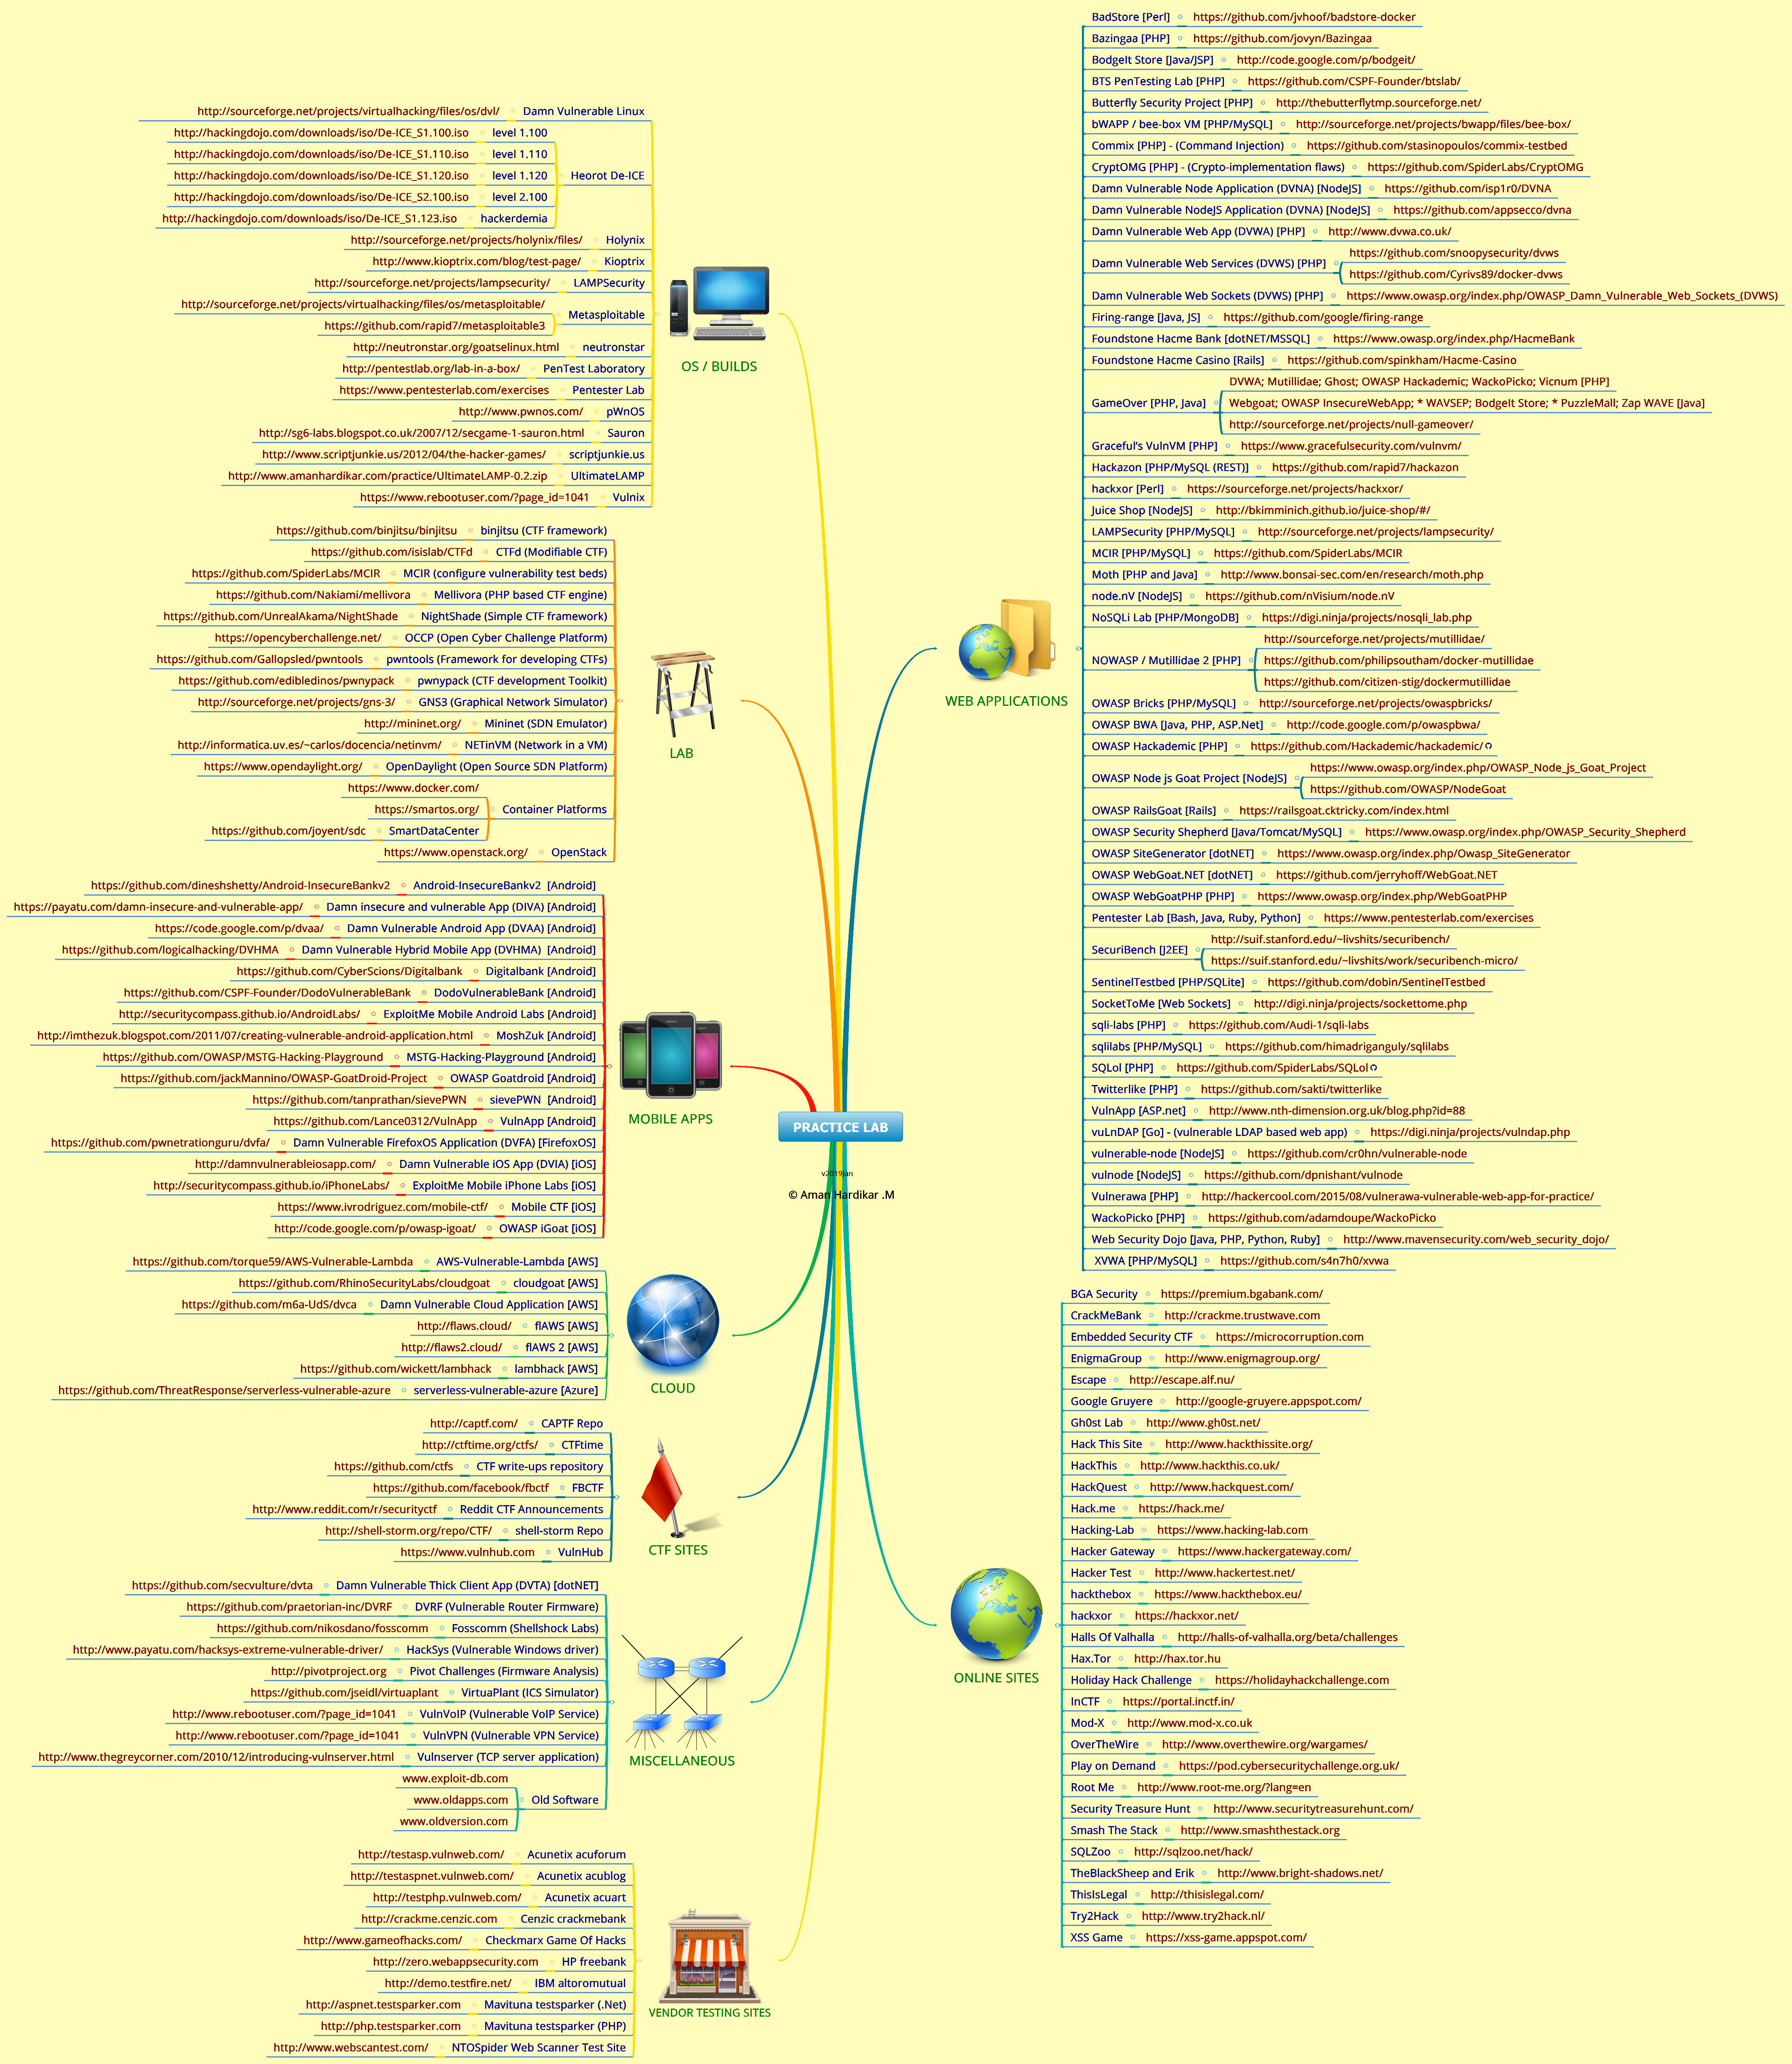 PRACTICE LAB
v2019Jan
© Aman Hardikar .M
OS / BUILDS
http://sourceforge.net/projects/virtualhacking/files/os/dvl/ Damn Vulnerable Linux
http://hackingdojo.com/downloads/iso/De-ICE_S1.100.iso level 1.100
http://hackingdojo.com/downloads/iso/De-ICE_S1.110.iso level 1.110
http://hackingdojo.com/downloads/iso/De-ICE_S1.120.iso level 1.120 Heorot De-ICE
http://hackingdojo.com/downloads/iso/De-ICE_S2.100.iso level 2.100
http://hackingdojo.com/downloads/iso/De-ICE_S1.123.iso hackerdemia
http://sourceforge.net/projects/holynix/files/ Holynix
http://www.kioptrix.com/blog/test-page/ Kioptrix
http://sourceforge.net/projects/lampsecurity/ LAMPSecurity
http://sourceforge.net/projects/virtualhacking/files/os/metasploitable/
Metasploitable
https://github.com/rapid7/metasploitable3
http://neutronstar.org/goatselinux.html neutronstar
http://pentestlab.org/lab-in-a-box/ PenTest Laboratory
https://www.pentesterlab.com/exercises Pentester Lab
http://www.pwnos.com/ pWnOS
http://sg6-labs.blogspot.co.uk/2007/12/secgame-1-sauron.html Sauron
http://www.scriptjunkie.us/2012/04/the-hacker-games/ scriptjunkie.us
http://www.amanhardikar.com/practice/UltimateLAMP-0.2.zip UltimateLAMP
https://www.rebootuser.com/?page_id=1041 Vulnix
LAB
https://github.com/binjitsu/binjitsu binjitsu (CTF framework)
https://github.com/isislab/CTFd CTFd (Modifiable CTF)
https://github.com/SpiderLabs/MCIR MCIR (configure vulnerability test beds)
https://github.com/Nakiami/mellivora Mellivora (PHP based CTF engine)
https://github.com/UnrealAkama/NightShade NightShade (Simple CTF framework)
https://opencyberchallenge.net/ OCCP (Open Cyber Challenge Platform)
https://github.com/Gallopsled/pwntools pwntools (Framework for developing CTFs)
https://github.com/edibledinos/pwnypack pwnypack (CTF development Toolkit)
http://sourceforge.net/projects/gns-3/ GNS3 (Graphical Network Simulator)
http://mininet.org/ Mininet (SDN Emulator)
http://informatica.uv.es/~carlos/docencia/netinvm/ NETinVM (Network in a VM)
https://www.opendaylight.org/ OpenDaylight (Open Source SDN Platform)
https://www.docker.com/
https://smartos.org/ Container Platforms
https://github.com/joyent/sdc SmartDataCenter
https://www.openstack.org/ OpenStack
MOBILE APPS
https://github.com/dineshshetty/Android-InsecureBankv2 Android-InsecureBankv2 [Android]
https://payatu.com/damn-insecure-and-vulnerable-app/ Damn insecure and vulnerable App (DIVA) [Android]
https://code.google.com/p/dvaa/ Damn Vulnerable Android App (DVAA) [Android]
https://github.com/logicalhacking/DVHMA Damn Vulnerable Hybrid Mobile App (DVHMA) [Android]
https://github.com/CyberScions/Digitalbank Digitalbank [Android]
https://github.com/CSPF-Founder/DodoVulnerableBank DodoVulnerableBank [Android]
http://securitycompass.github.io/AndroidLabs/ ExploitMe Mobile Android Labs [Android]
http://imthezuk.blogspot.com/2011/07/creating-vulnerable-android-application.html MoshZuk [Android]
https://github.com/OWASP/MSTG-Hacking-Playground MSTG-Hacking-Playground [Android]
https://github.com/jackMannino/OWASP-GoatDroid-Project OWASP Goatdroid [Android]
https://github.com/tanprathan/sievePWN sievePWN [Android]
https://github.com/Lance0312/VulnApp VulnApp [Android]
https://github.com/pwnetrationguru/dvfa/ Damn Vulnerable FirefoxOS Application (DVFA) [FirefoxOS]
http://damnvulnerableiosapp.com/ Damn Vulnerable iOS App (DVIA) [iOS]
http://securitycompass.github.io/iPhoneLabs/ ExploitMe Mobile iPhone Labs [iOS]
https://www.ivrodriguez.com/mobile-ctf/ Mobile CTF [iOS]
http://code.google.com/p/owasp-igoat/ OWASP iGoat [iOS]
CLOUD
https://github.com/torque59/AWS-Vulnerable-Lambda AWS-Vulnerable-Lambda [AWS]
https://github.com/RhinoSecurityLabs/cloudgoat cloudgoat [AWS]
https://github.com/m6a-UdS/dvca Damn Vulnerable Cloud Application [AWS]
http://flaws.cloud/ flAWS [AWS]
http://flaws2.cloud/ flAWS 2 [AWS]
https://github.com/wickett/lambhack lambhack [AWS]
https://github.com/ThreatResponse/serverless-vulnerable-azure serverless-vulnerable-azure [Azure]
CTF SITES
http://captf.com/ CAPTF Repo
http://ctftime.org/ctfs/ CTFtime
https://github.com/ctfs CTF write-ups repository
https://github.com/facebook/fbctf FBCTF
http://www.reddit.com/r/securityctf Reddit CTF Announcements
http://shell-storm.org/repo/CTF/ shell-storm Repo
https://www.vulnhub.com VulnHub
MISCELLANEOUS
https://github.com/secvulture/dvta Damn Vulnerable Thick Client App (DVTA) [dotNET]
https://github.com/praetorian-inc/DVRF DVRF (Vulnerable Router Firmware)
https://github.com/nikosdano/fosscomm Fosscomm (Shellshock Labs)
http://www.payatu.com/hacksys-extreme-vulnerable-driver/ HackSys (Vulnerable Windows driver)
http://pivotproject.org Pivot Challenges (Firmware Analysis)
https://github.com/jseidl/virtuaplant VirtuaPlant (ICS Simulator)
http://www.rebootuser.com/?page_id=1041 VulnVoIP (Vulnerable VoIP Service)
http://www.rebootuser.com/?page_id=1041 VulnVPN (Vulnerable VPN Service)
http://www.thegreycorner.com/2010/12/introducing-vulnserver.html Vulnserver (TCP server application)
www.exploit-db.com
www.oldapps.com Old Software
www.oldversion.com
VENDOR TESTING SITES
http://testasp.vulnweb.com/ Acunetix acuforum
http://testaspnet.vulnweb.com/ Acunetix acublog
http://testphp.vulnweb.com/ Acunetix acuart
http://crackme.cenzic.com Cenzic crackmebank
http://www.gameofhacks.com/ Checkmarx Game Of Hacks
http://zero.webappsecurity.com HP freebank
http://demo.testfire.net/ IBM altoromutual
http://aspnet.testsparker.com Mavituna testsparker (.Net)
http://php.testsparker.com Mavituna testsparker (PHP)
http://www.webscantest.com/ NTOSpider Web Scanner Test Site
WEB APPLICATIONS
BadStore [Perl] https://github.com/jvhoof/badstore-docker
Bazingaa [PHP] https://github.com/jovyn/Bazingaa
BodgeIt Store [Java/JSP] http://code.google.com/p/bodgeit/
BTS PenTesting Lab [PHP] https://github.com/CSPF-Founder/btslab/
Butterfly Security Project [PHP] http://thebutterflytmp.sourceforge.net/
bWAPP / bee-box VM [PHP/MySQL] http://sourceforge.net/projects/bwapp/files/bee-box/
Commix [PHP] - (Command Injection) https://github.com/stasinopoulos/commix-testbed
CryptOMG [PHP] - (Crypto-implementation flaws) https://github.com/SpiderLabs/CryptOMG
Damn Vulnerable Node Application (DVNA) [NodeJS] https://github.com/isp1r0/DVNA
Damn Vulnerable NodeJS Application (DVNA) [NodeJS] https://github.com/appsecco/dvna
Damn Vulnerable Web App (DVWA) [PHP] http://www.dvwa.co.uk/
https://github.com/snoopysecurity/dvws
Damn Vulnerable Web Services (DVWS) [PHP]
https://github.com/Cyrivs89/docker-dvws
Damn Vulnerable Web Sockets (DVWS) [PHP] https://www.owasp.org/index.php/OWASP_Damn_Vulnerable_Web_Sockets_(DVWS)
Firing-range [Java, JS] https://github.com/google/firing-range
Foundstone Hacme Bank [dotNET/MSSQL] https://www.owasp.org/index.php/HacmeBank
Foundstone Hacme Casino [Rails] https://github.com/spinkham/Hacme-Casino
DVWA; Mutillidae; Ghost; OWASP Hackademic; WackoPicko; Vicnum [PHP]
GameOver [PHP, Java] Webgoat; OWASP InsecureWebApp; * WAVSEP; BodgeIt Store; * PuzzleMall; Zap WAVE [Java]
http://sourceforge.net/projects/null-gameover/
Graceful's VulnVM [PHP] https://www.gracefulsecurity.com/vulnvm/
Hackazon [PHP/MySQL (REST)] https://github.com/rapid7/hackazon
hackxor [Perl] https://sourceforge.net/projects/hackxor/
Juice Shop [NodeJS] http://bkimminich.github.io/juice-shop/#/
LAMPSecurity [PHP/MySQL] http://sourceforge.net/projects/lampsecurity/
MCIR [PHP/MySQL] https://github.com/SpiderLabs/MCIR
Moth [PHP and Java] http://www.bonsai-sec.com/en/research/moth.php
node.nV [NodeJS] https://github.com/nVisium/node.nV
NoSQLi Lab [PHP/MongoDB] https://digi.ninja/projects/nosqli_lab.php
http://sourceforge.net/projects/mutillidae/
NOWASP / Mutillidae 2 [PHP] https://github.com/philipsoutham/docker-mutillidae
https://github.com/citizen-stig/dockermutillidae
OWASP Bricks [PHP/MySQL] http://sourceforge.net/projects/owaspbricks/
OWASP BWA [Java, PHP, ASP.Net] http://code.google.com/p/owaspbwa/
OWASP Hackademic [PHP] https://github.com/Hackademic/hackademic/
https://www.owasp.org/index.php/OWASP_Node_js_Goat_Project
OWASP Node js Goat Project [NodeJS]
https://github.com/OWASP/NodeGoat
OWASP RailsGoat [Rails] https://railsgoat.cktricky.com/index.html
OWASP Security Shepherd [Java/Tomcat/MySQL] https://www.owasp.org/index.php/OWASP_Security_Shepherd
OWASP SiteGenerator [dotNET] https://www.owasp.org/index.php/Owasp_SiteGenerator
OWASP WebGoat.NET [dotNET] https://github.com/jerryhoff/WebGoat.NET
OWASP WebGoatPHP [PHP] https://www.owasp.org/index.php/WebGoatPHP
Pentester Lab [Bash, Java, Ruby, Python] https://www.pentesterlab.com/exercises
http://suif.stanford.edu/~livshits/securibench/
SecuriBench [J2EE]
https://suif.stanford.edu/~livshits/work/securibench-micro/
SentinelTestbed [PHP/SQLite] https://github.com/dobin/SentinelTestbed
SocketToMe [Web Sockets] http://digi.ninja/projects/sockettome.php
sqli-labs [PHP] https://github.com/Audi-1/sqli-labs
sqlilabs [PHP/MySQL] https://github.com/himadriganguly/sqlilabs
SQLol [PHP] https://github.com/SpiderLabs/SQLol
Twitterlike [PHP] https://github.com/sakti/twitterlike
VulnApp [ASP.net] http://www.nth-dimension.org.uk/blog.php?id=88
vuLnDAP [Go] - (vulnerable LDAP based web app) https://digi.ninja/projects/vulndap.php
vulnerable-node [NodeJS] https://github.com/cr0hn/vulnerable-node
vulnode [NodeJS] https://github.com/dpnishant/vulnode
Vulnerawa [PHP] http://hackercool.com/2015/08/vulnerawa-vulnerable-web-app-for-practice/
WackoPicko [PHP] https://github.com/adamdoupe/WackoPicko
Web Security Dojo [Java, PHP, Python, Ruby] http://www.mavensecurity.com/web_security_dojo/
XVWA [PHP/MySQL] https://github.com/s4n7h0/xvwa
ONLINE SITES
BGA Security https://premium.bgabank.com/
CrackMeBank http://crackme.trustwave.com
Embedded Security CTF https://microcorruption.com
EnigmaGroup http://www.enigmagroup.org/
Escape http://escape.alf.nu/
Google Gruyere http://google-gruyere.appspot.com/
Gh0st Lab http://www.gh0st.net/
Hack This Site http://www.hackthissite.org/
HackThis http://www.hackthis.co.uk/
HackQuest http://www.hackquest.com/
Hack.me https://hack.me/
Hacking-Lab https://www.hacking-lab.com
Hacker Gateway https://www.hackergateway.com/
Hacker Test http://www.hackertest.net/
hackthebox https://www.hackthebox.eu/
hackxor https://hackxor.net/
Halls Of Valhalla http://halls-of-valhalla.org/beta/challenges
Hax.Tor http://hax.tor.hu
Holiday Hack Challenge https://holidayhackchallenge.com
InCTF https://portal.inctf.in/
Mod-X http://www.mod-x.co.uk
OverTheWire http://www.overthewire.org/wargames/
Play on Demand https://pod.cybersecuritychallenge.org.uk/
Root Me http://www.root-me.org/?lang=en
Security Treasure Hunt http://www.securitytreasurehunt.com/
Smash The Stack http://www.smashthestack.org
SQLZoo http://sqlzoo.net/hack/
TheBlackSheep and Erik http://www.bright-shadows.net/
ThisIsLegal http://thisislegal.com/
Try2Hack http://www.try2hack.nl/
XSS Game https://xss-game.appspot.com/